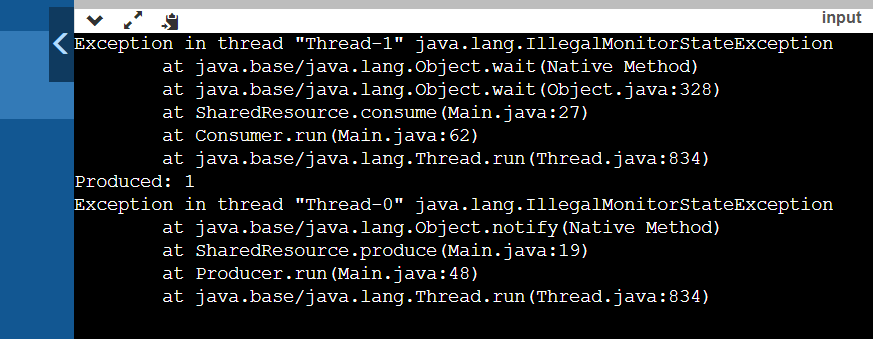 input
Exception in thread "Thread-1" java.lang.IllegalMonitorStateException
at java.base/java.lang.Object.wait(Native Method)
at java.base/java.lang.Object.wait(Object.java:328)
at SharedResource.consume(Main.java:27)
at Consumer.run(Main.java:62)
at java.base/java.lang.Thread.run(Thread.java:834)
Produced: 1
Exception in thread "Thread-0" java.lang.IllegalMonitorStateException
at java.base/java.lang.Object.notify(Native Method)
at SharedResource.produce(Main.java:19)
at Producer.run(Main.java:48)
at java.base/java.lang.Thread.run(Thread.java:834)